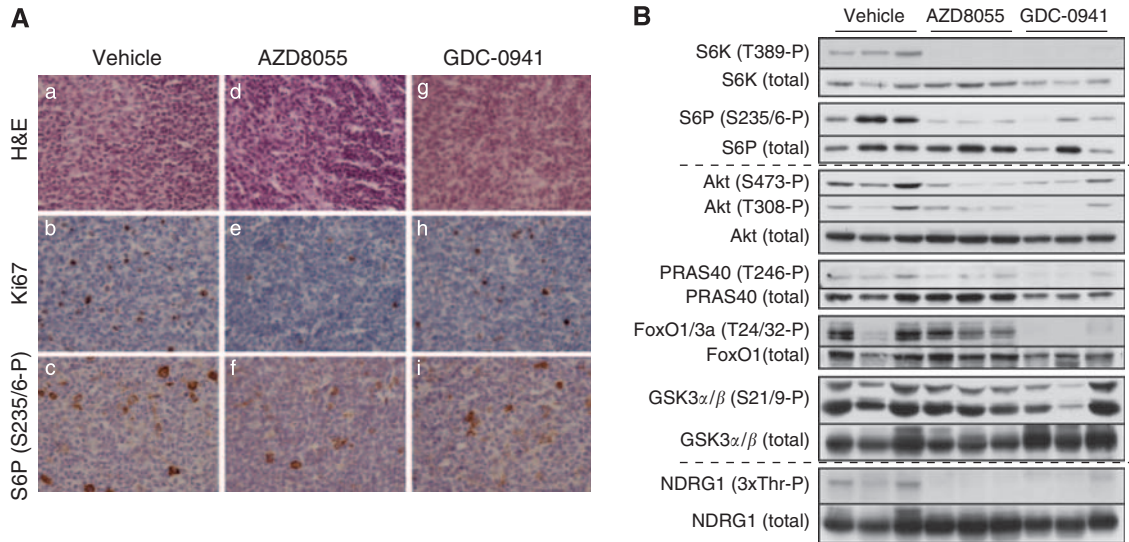 A
Vehicle AZD8055 GDC-0941
H&E
a d g
Ki67
b e h
S6P (S235/6-P)
c f i
B
Vehicle AZD8055 GDC-0941
S6K (T389-P)
S6K (total)
S6P (S235/6-P)
S6P (total)
Akt (S473-P)
Akt (T308-P)
Akt (total)
PRAS40 (T246-P)
PRAS40 (total)
FoxO1/3a (T24/32-P)
FoxO1(total)
GSK3α/β (S21/9-P)
GSK3α/β (total)
NDRG1 (3xThr-P)
NDRG1 (total)